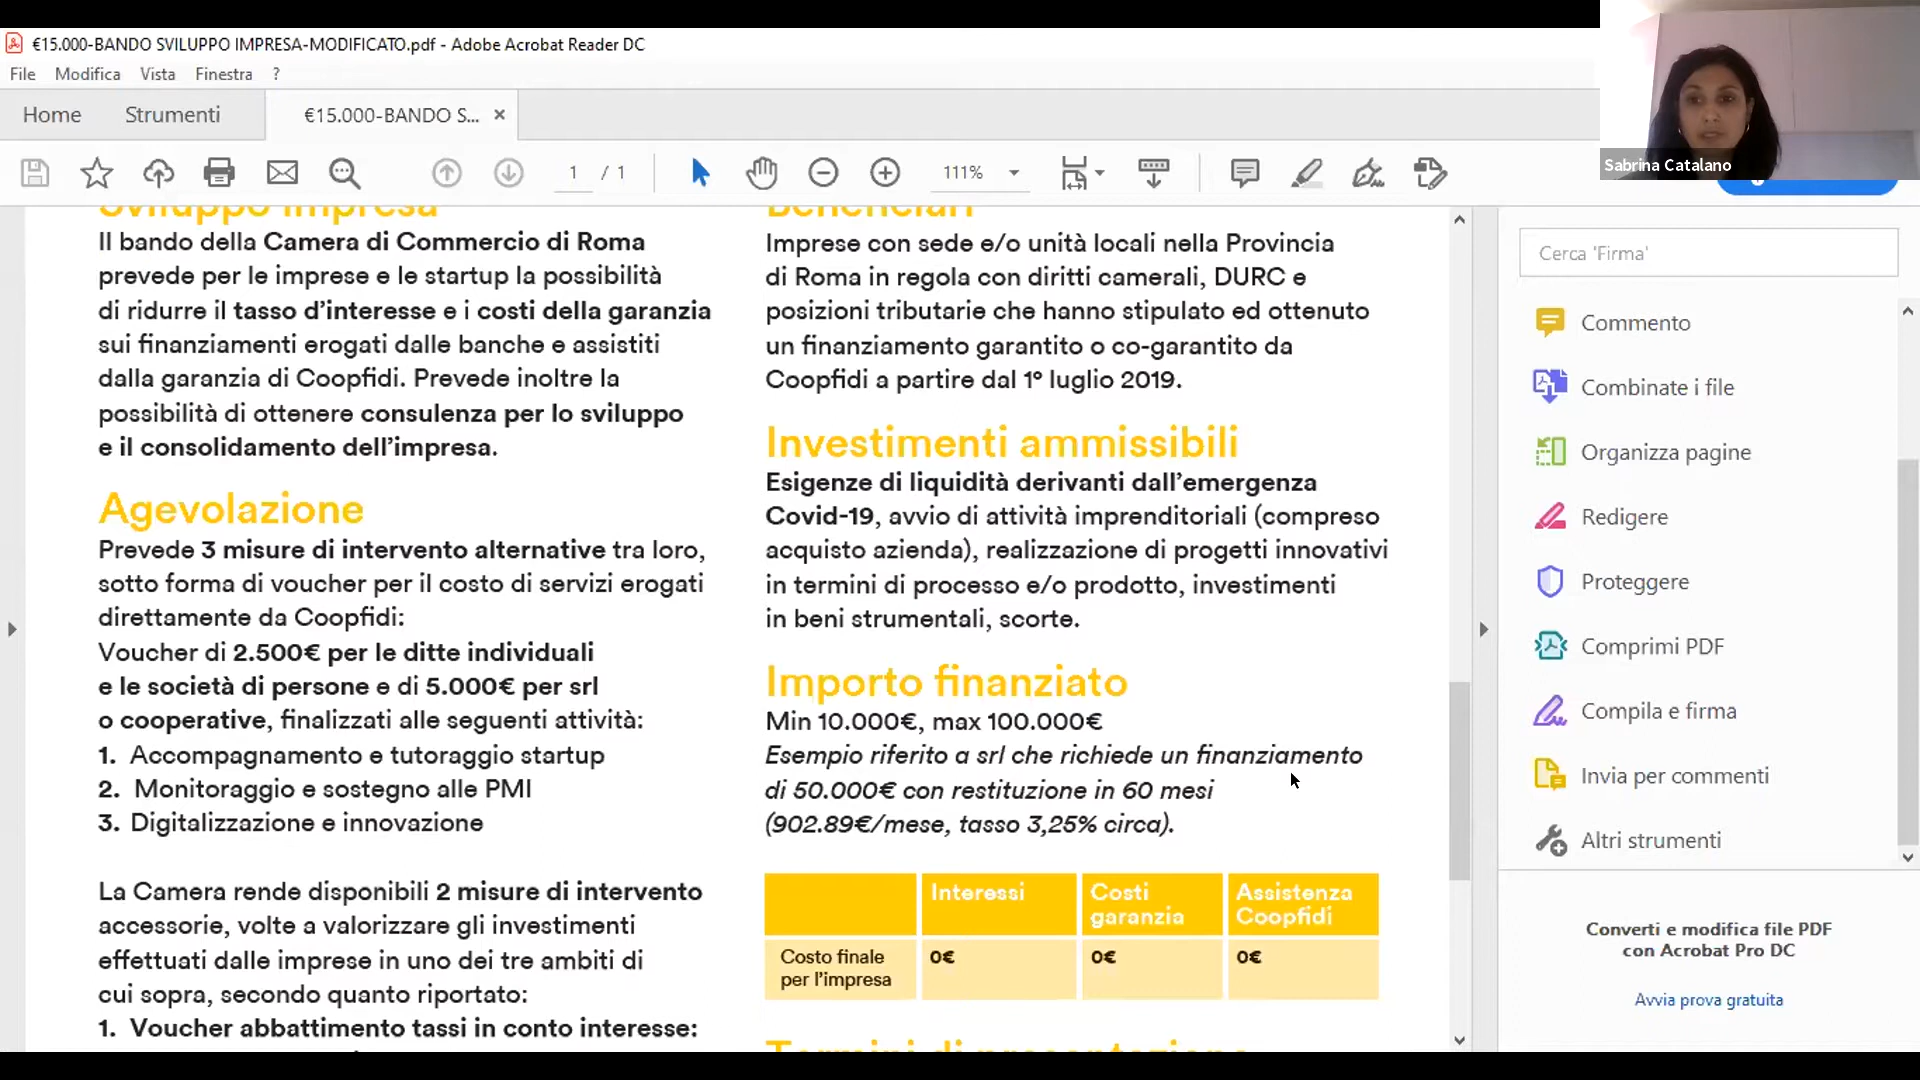 €15.000-BANDO SVILUPPO IMPRESA-MODIFICATO.pdf - Adobe Acrobat Reader DC
File Modifica Vista Finestra ?
Home Strumenti €15.000-BANDO S... ×
1 / 1 111%
Sabrina Catalano
Sviluppo impresa
Il bando della Camera di Commercio di Roma
prevede per le imprese e le startup la possibilità
di ridurre il tasso d’interesse e i costi della garanzia
sui finanziamenti erogati dalle banche e assistiti
dalla garanzia di Coopfidi. Prevede inoltre la
possibilità di ottenere consulenza per lo sviluppo
e il consolidamento dell’impresa.
Agevolazione
Prevede 3 misure di intervento alternative tra loro,
sotto forma di voucher per il costo di servizi erogati
direttamente da Coopfidi:
Voucher di 2.500€ per le ditte individuali
e le società di persone e di 5.000€ per srl
o cooperative, finalizzati alle seguenti attività:
1. Accompagnamento e tutoraggio startup
2. Monitoraggio e sostegno alle PMI
3. Digitalizzazione e innovazione
La Camera rende disponibili 2 misure di intervento
accessorie, volte a valorizzare gli investimenti
effettuati dalle imprese in uno dei tre ambiti di
cui sopra, secondo quanto riportato:
1. Voucher abbattimento tassi in conto interesse:
Beneficiari
Imprese con sede e/o unità locali nella Provincia
di Roma in regola con diritti camerali, DURC e
posizioni tributarie che hanno stipulato ed ottenuto
un finanziamento garantito o co-garantito da
Coopfidi a partire dal 1° luglio 2019.
Investimenti ammissibili
Esigenze di liquidità derivanti dall’emergenza
Covid-19, avvio di attività imprenditoriali (compreso
acquisto azienda), realizzazione di progetti innovativi
in termini di processo e/o prodotto, investimenti
in beni strumentali, scorte.
Importo finanziato
Min 10.000€, max 100.000€
Esempio riferito a srl che richiede un finanziamento
di 50.000€ con restituzione in 60 mesi
(902.89€/mese, tasso 3,25% circa).
Interessi
Costi
garanzia
Assistenza
Coopfidi
Costo finale
per l’impresa
0€ 0€ 0€
Termini di presentazione
Cerca 'Firma'
Commento
Combinate i file
Organizza pagine
Redigere
Proteggere
Comprimi PDF
Compila e firma
Invia per commenti
Altri strumenti
Converti e modifica file PDF
con Acrobat Pro DC
Avvia prova gratuita